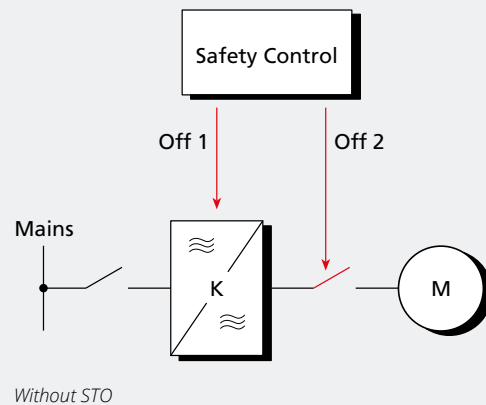 Safety Control
Off 1
Off 2
Mains
K
M
Without STO